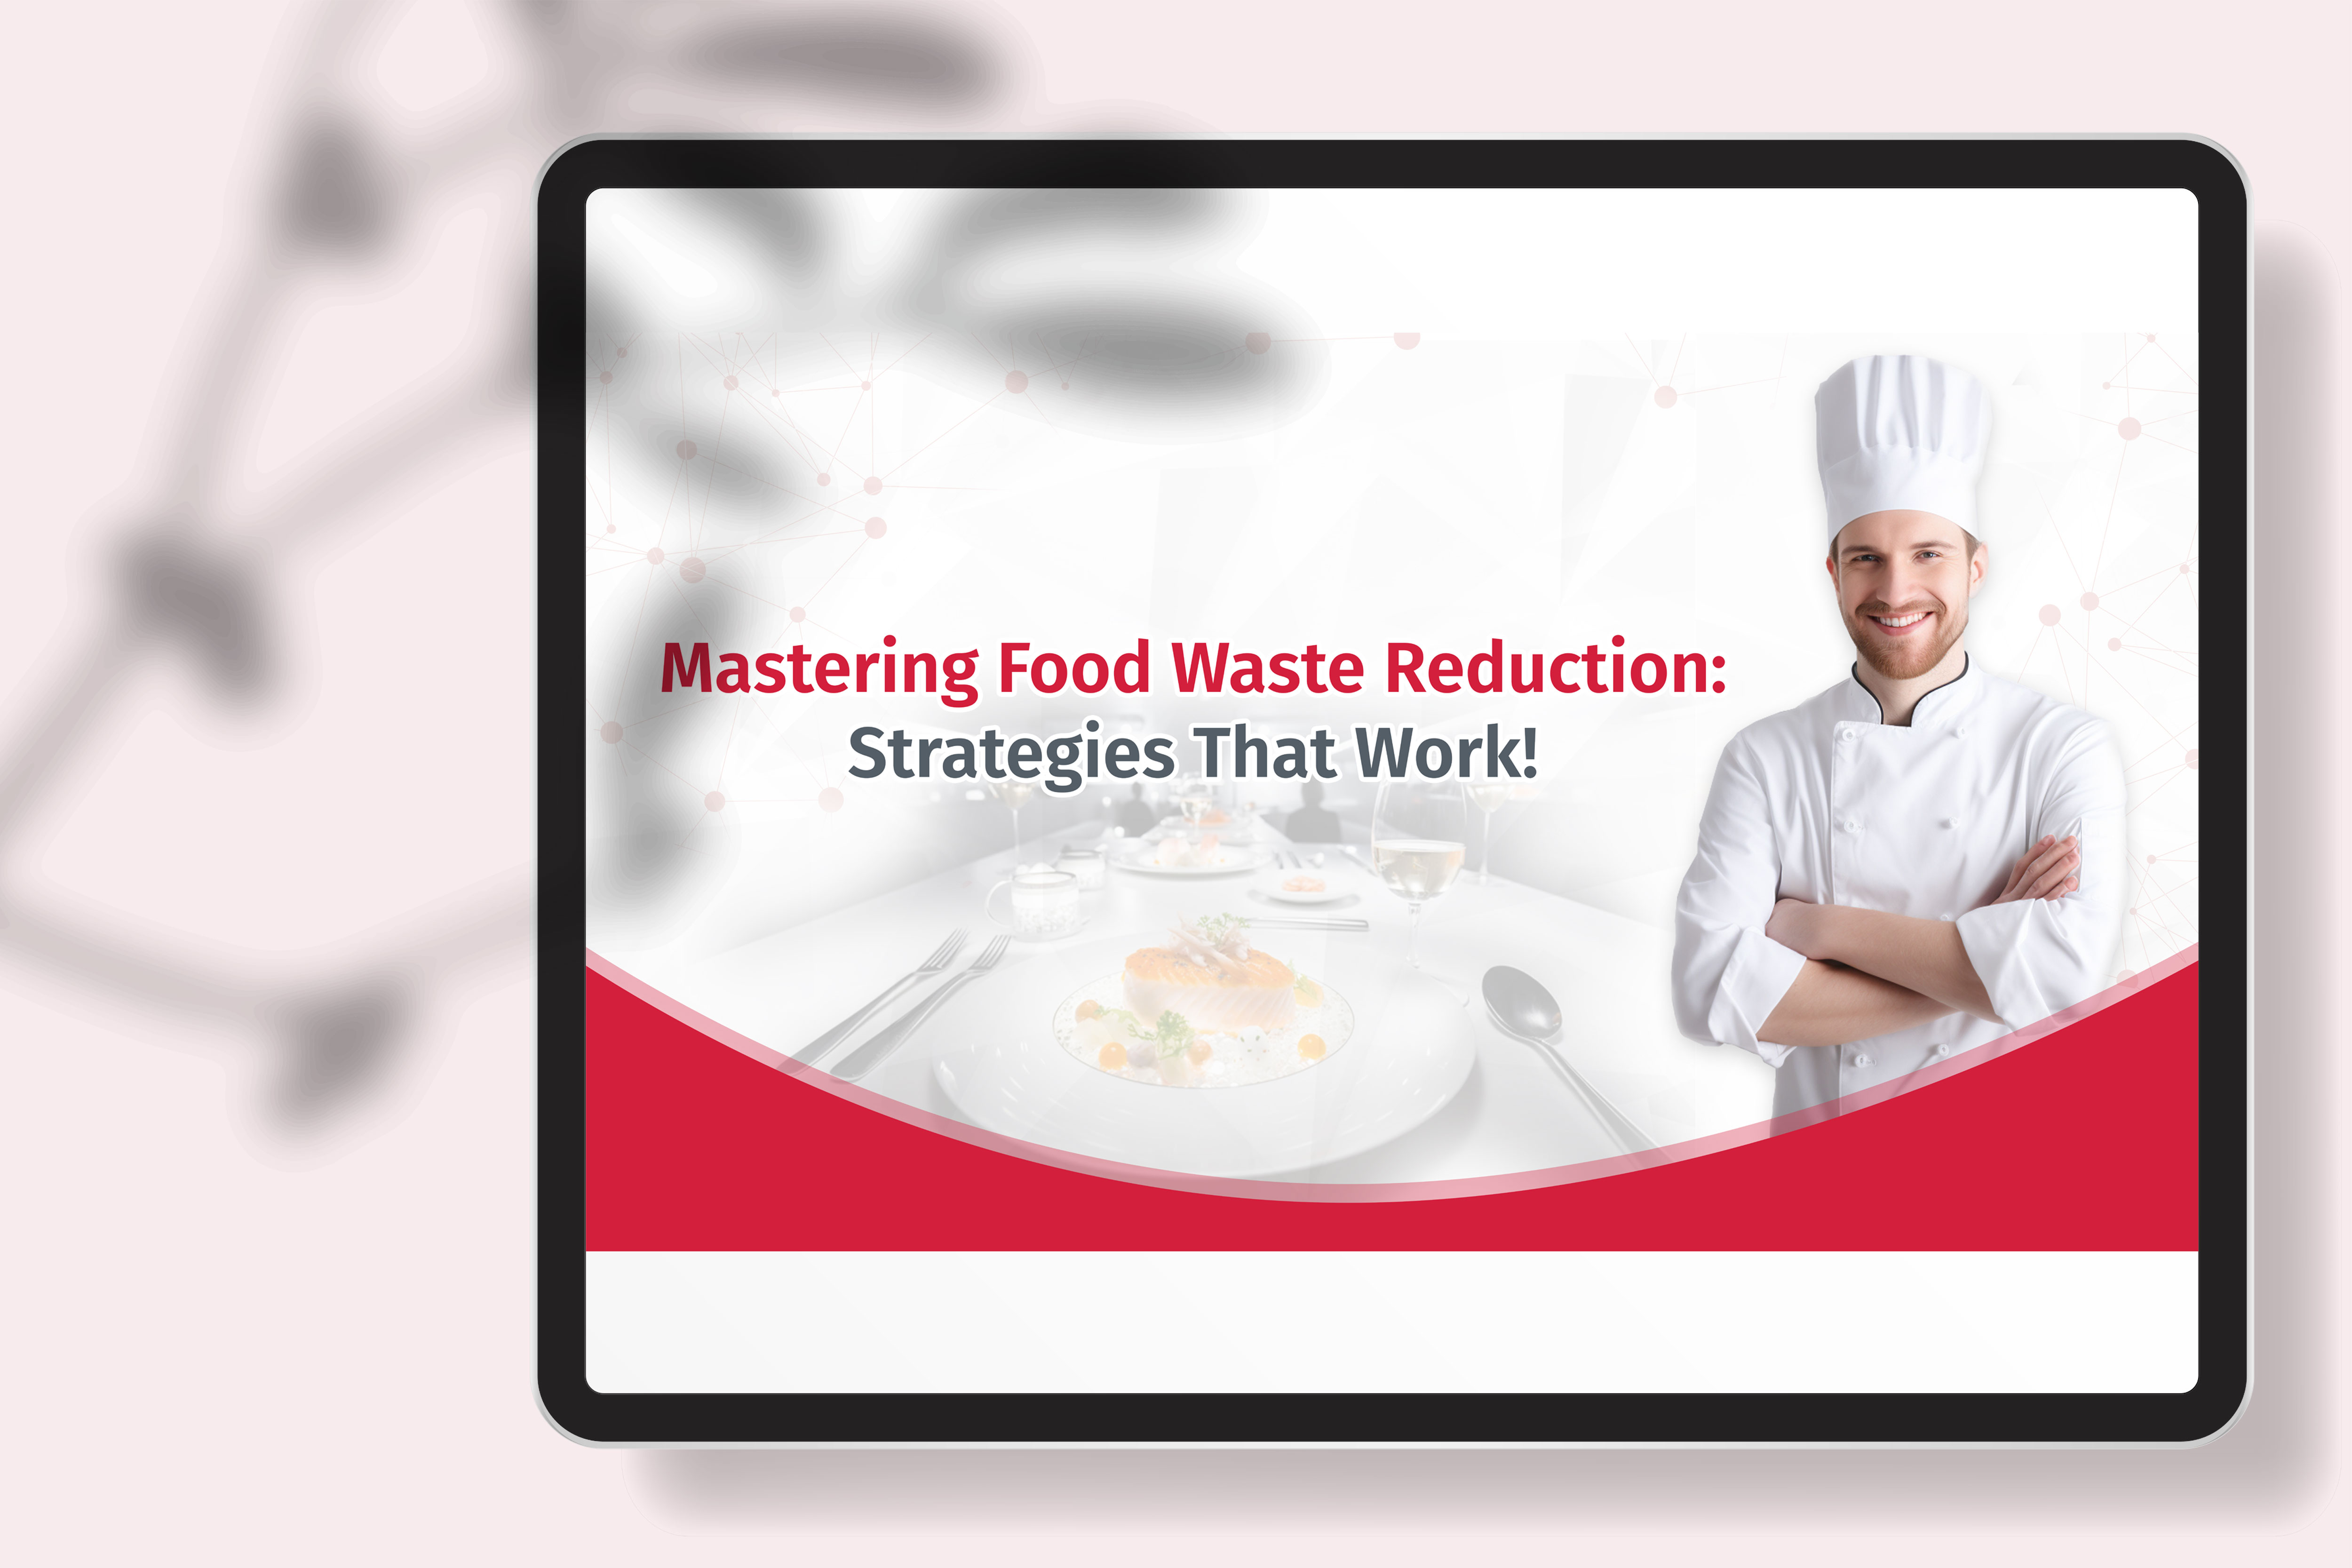 Mastering Food Waste Reduction:
Strategies That Work!